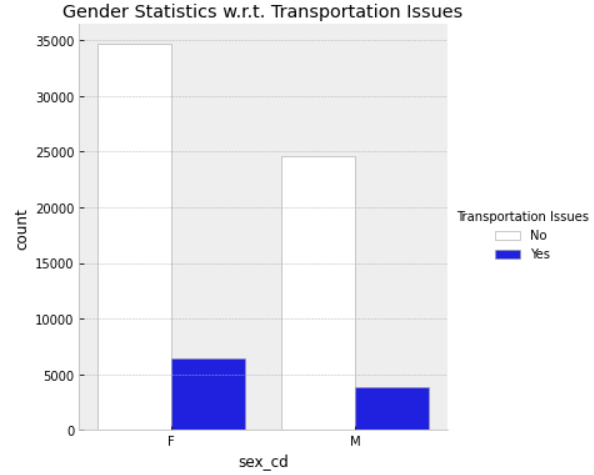 Gender Statistics w.r.t. Transportation Issues
35000
30000
25000
20000
15000
10000
5000
0
count
F
M
sex_cd
Transportation Issues
No
Yes